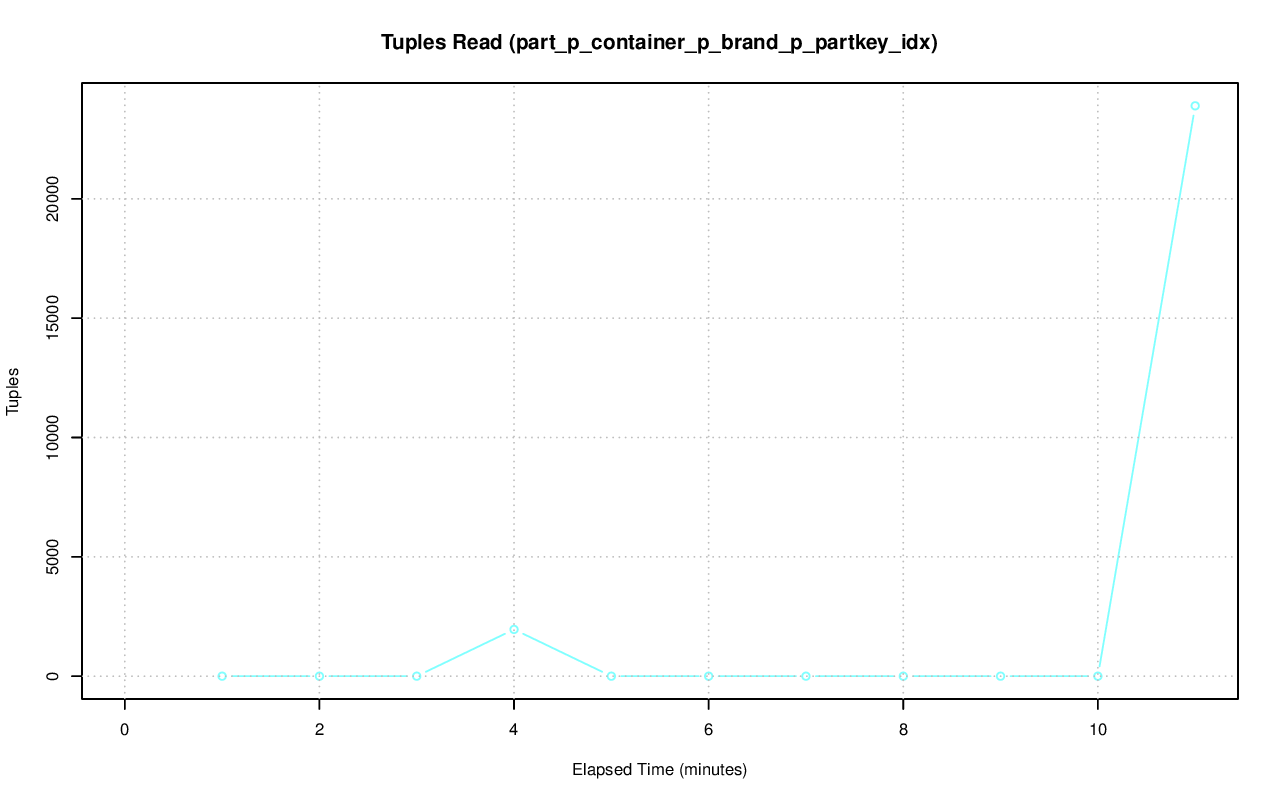 Tuples Read (part_p_container_p_brand_p_partkey_idx)
20000
15000
10000
5000
0
Tuples
0 2 4 6 8 10
Elapsed Time (minutes)